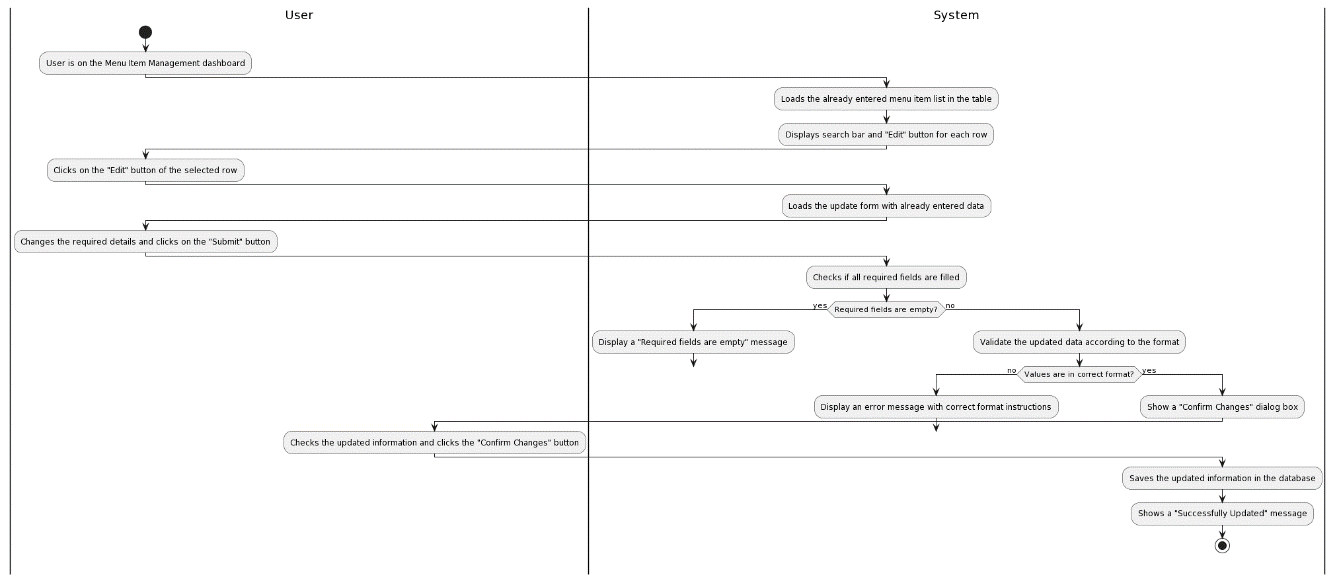 User
System
User is on the Menu Item Management dashboard
Loads the already entered menu item list in the table
Displays search bar and "Edit" button for each row
Clicks on the "Edit" button of the selected row
Loads the update form with already entered data
Changes the required details and clicks on the "Submit" button
Checks if all required fields are filled
yes
Required fields are empty?
no
Display a "Required fields are empty" message
Validate the updated data according to the format
no
Values are in correct format?
yes
Display an error message with correct format instructions
Show a "Confirm Changes" dialog box
Checks the updated information and clicks the "Confirm Changes" button
Saves the updated information in the database
Shows a "Successfully Updated" message